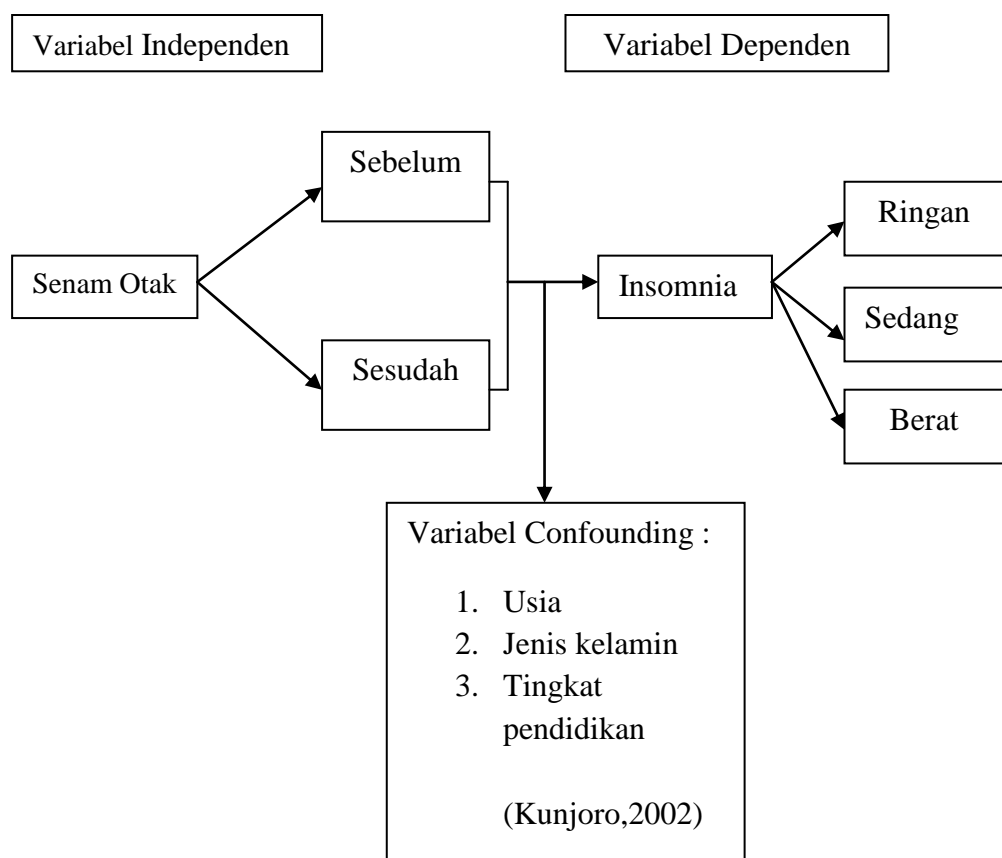 Variabel Independen
Variabel Dependen
Sebelum
Ringan
Senam Otak
Insomnia
Sedang
Sesudah
Berat
Variabel Confounding :
1. Usia
2. Jenis kelamin
3. Tingkat
pendidikan
(Kunjoro,2002)